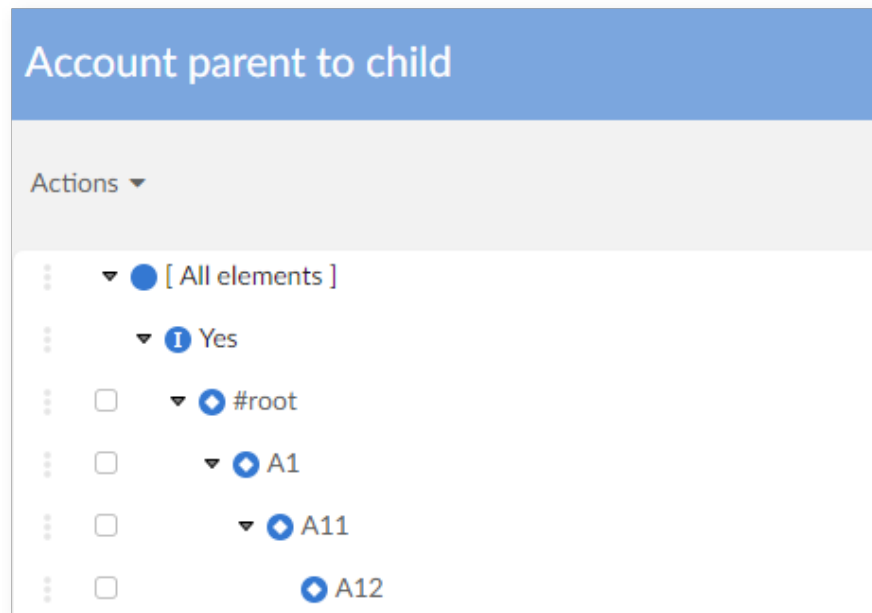 Account parent to child
Actions
[ All elements ]
I Yes
#root
A1
A11
A12